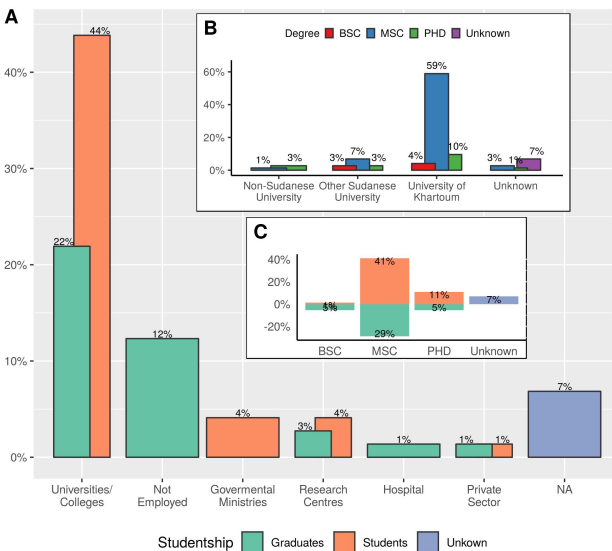 A
44%
22%
12%
4%
3%
4%
1%
1%
1%
7%
40%
30%
20%
10%
0%
Universities/
Colleges
Not
Employed
Govermental
Ministries
Research
Centres
Hospital
Private
Sector
NA
B
Degree BSC MSC PHD Unknown
60%
40%
20%
0%
1%
3%
3%
7%
3%
4%
59%
10%
3%
1%
7%
Non-Sudanese
University
Other Sudanese
University
University of
Khartoum
Unknown
C
40%
20%
0%
-20%
41%
29%
11%
5%
7%
BSC MSC PHD Unknown
Studentship Graduates Students Unkown